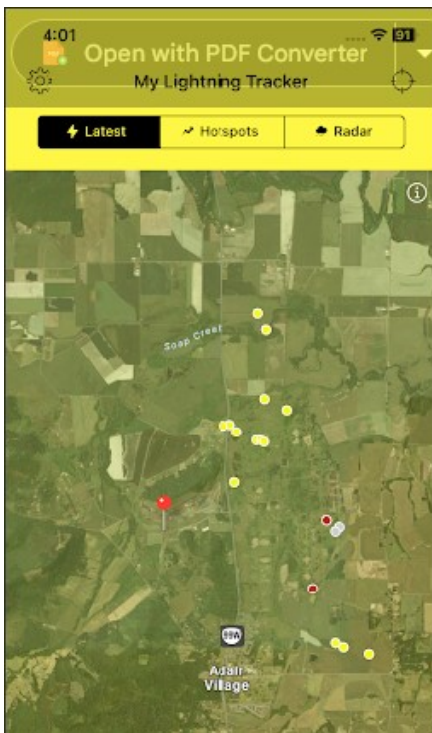 4:01
91
Open with PDF Converter
My Lightning Tracker
Latest
Hotspots
Radar
Soap Creek
99W
Adair
Village